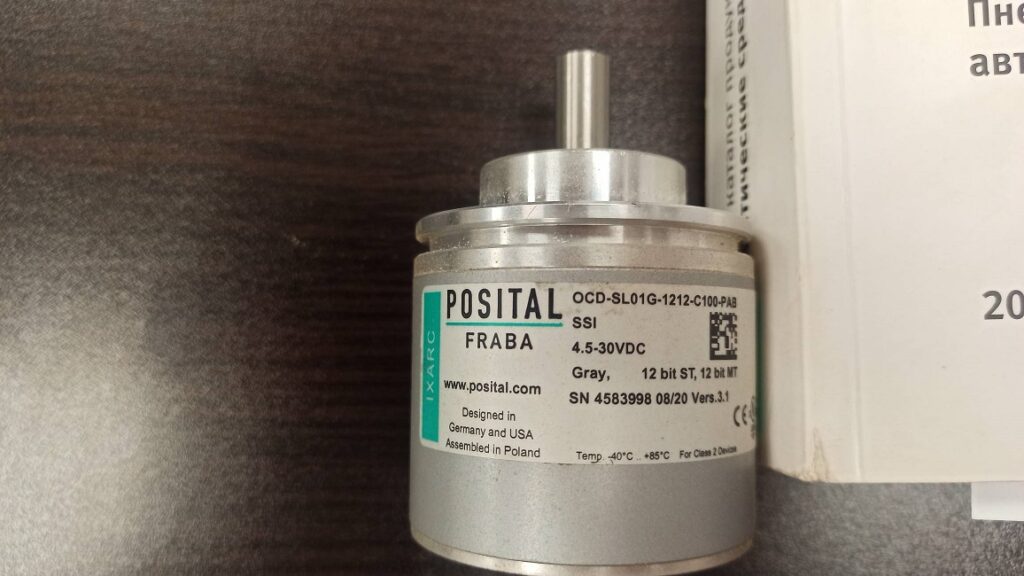 IXARC
POSITAL
FRABA
www.posital.com
Designed in
Germany and USA
Assembled in Poland
OCD-SL01G-1212-C100-PAB
SSI
4.5-30VDC
Gray, 12 bit ST, 12 bit MT
SN 4583998 08/20 Vers.3.1
CE
Temp. -40°C .. +85°C For Class 2 Devices
каталог
20